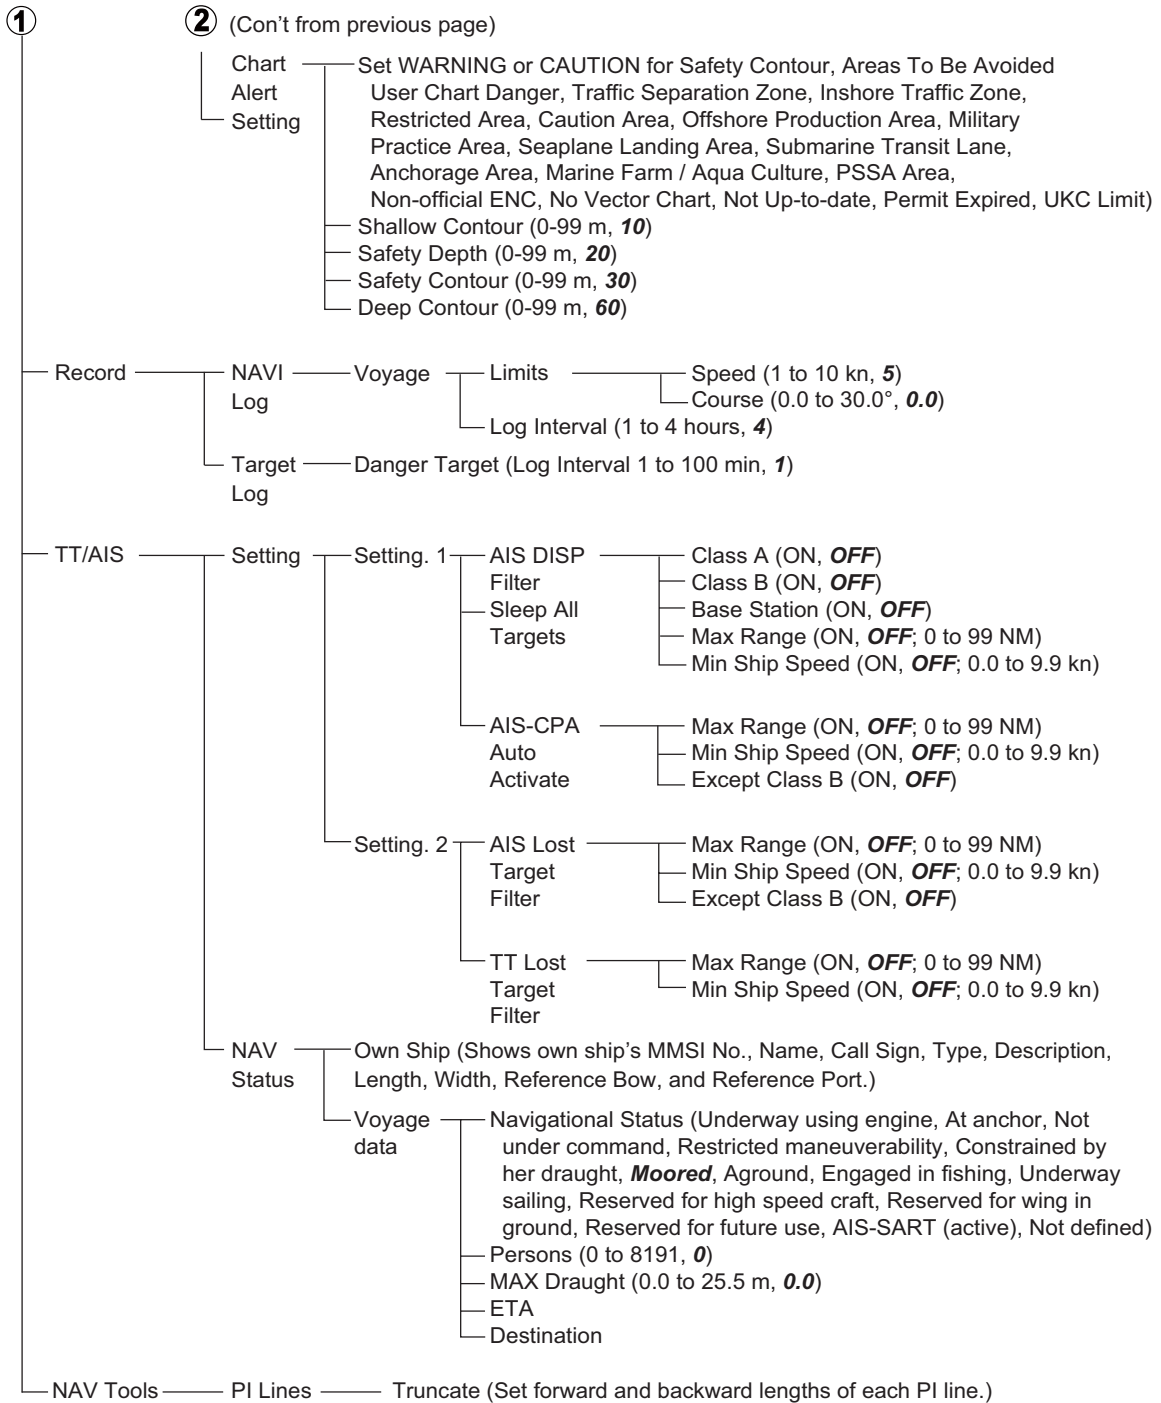 1
2 (Con't from previous page)
Chart
Alert
Setting
Set WARNING or CAUTION for Safety Contour, Areas To Be Avoided
User Chart Danger, Traffic Separation Zone, Inshore Traffic Zone,
Restricted Area, Caution Area, Offshore Production Area, Military
Practice Area, Seaplane Landing Area, Submarine Transit Lane,
Anchorage Area, Marine Farm / Aqua Culture, PSSA Area,
Non-official ENC, No Vector Chart, Not Up-to-date, Permit Expired, UKC Limit)
Shallow Contour (0-99 m, 10)
Safety Depth (0-99 m, 20)
Safety Contour (0-99 m, 30)
Deep Contour (0-99 m, 60)
Record
NAVI
Log
Voyage
Limits
Speed (1 to 10 kn, 5)
Course (0.0 to 30.0°, 0.0)
Log Interval (1 to 4 hours, 4)
Target
Log
Danger Target (Log Interval 1 to 100 min, 1)
TT/AIS
Setting
Setting. 1
AIS DISP
Filter
Class A (ON, OFF)
Class B (ON, OFF)
Base Station (ON, OFF)
Max Range (ON, OFF; 0 to 99 NM)
Min Ship Speed (ON, OFF; 0.0 to 9.9 kn)
Sleep All
Targets
AIS-CPA
Auto
Activate
Max Range (ON, OFF; 0 to 99 NM)
Min Ship Speed (ON, OFF; 0.0 to 9.9 kn)
Except Class B (ON, OFF)
Setting. 2
AIS Lost
Target
Filter
Max Range (ON, OFF; 0 to 99 NM)
Min Ship Speed (ON, OFF; 0.0 to 9.9 kn)
Except Class B (ON, OFF)
TT Lost
Target
Filter
Max Range (ON, OFF; 0 to 99 NM)
Min Ship Speed (ON, OFF; 0.0 to 9.9 kn)
NAV
Status
Own Ship (Shows own ship's MMSI No., Name, Call Sign, Type, Description,
Length, Width, Reference Bow, and Reference Port.)
Voyage
data
Navigational Status (Underway using engine, At anchor, Not
under command, Restricted maneuverability, Constrained by
her draught, Moored, Aground, Engaged in fishing, Underway
sailing, Reserved for high speed craft, Reserved for wing in
ground, Reserved for future use, AIS-SART (active), Not defined)
Persons (0 to 8191, 0)
MAX Draught (0.0 to 25.5 m, 0.0)
ETA
Destination
NAV Tools
PI Lines
Truncate (Set forward and backward lengths of each PI line.)